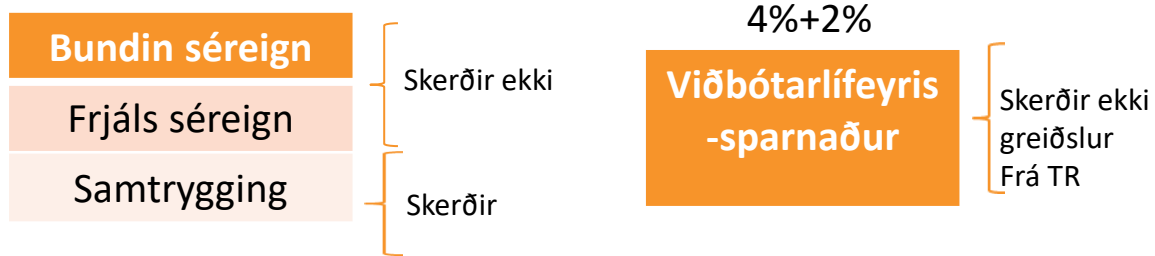 Bundin séreign
Frjáls séreign
Samtrygging
Skerðir ekki
Skerðir
4%+2%
Viðbótarlífeyris
-sparnaður
Skerðir ekki
greiðslur
Frá TR